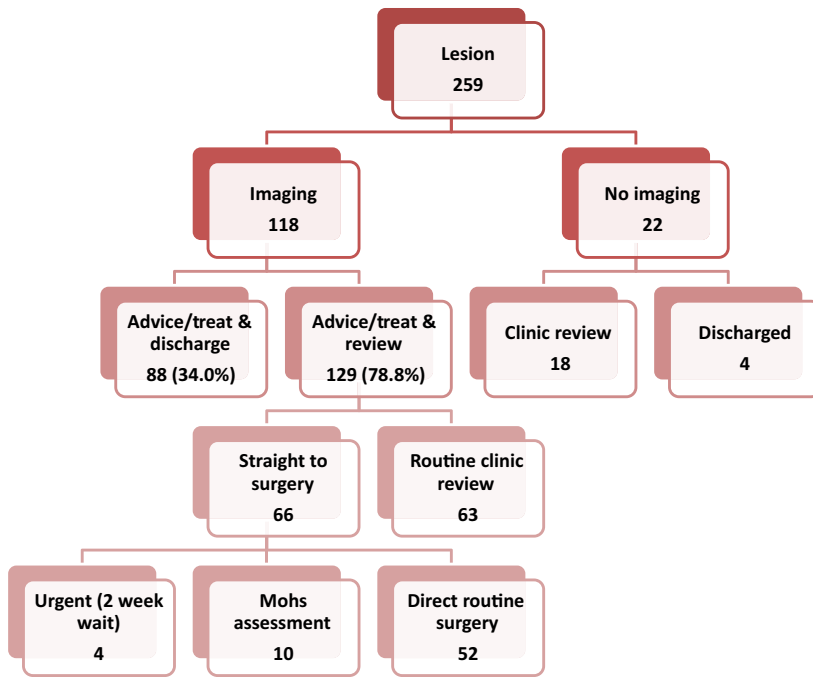 Lesion
259
Imaging
118
No imaging
22
Advice/treat &
discharge
88 (34.0%)
Advice/treat &
review
129 (78.8%)
Clinic review
18
Discharged
4
Straight to
surgery
66
Routine clinic
review
63
Urgent (2 week
wait)
4
Mohs
assessment
10
Direct routine
surgery
52